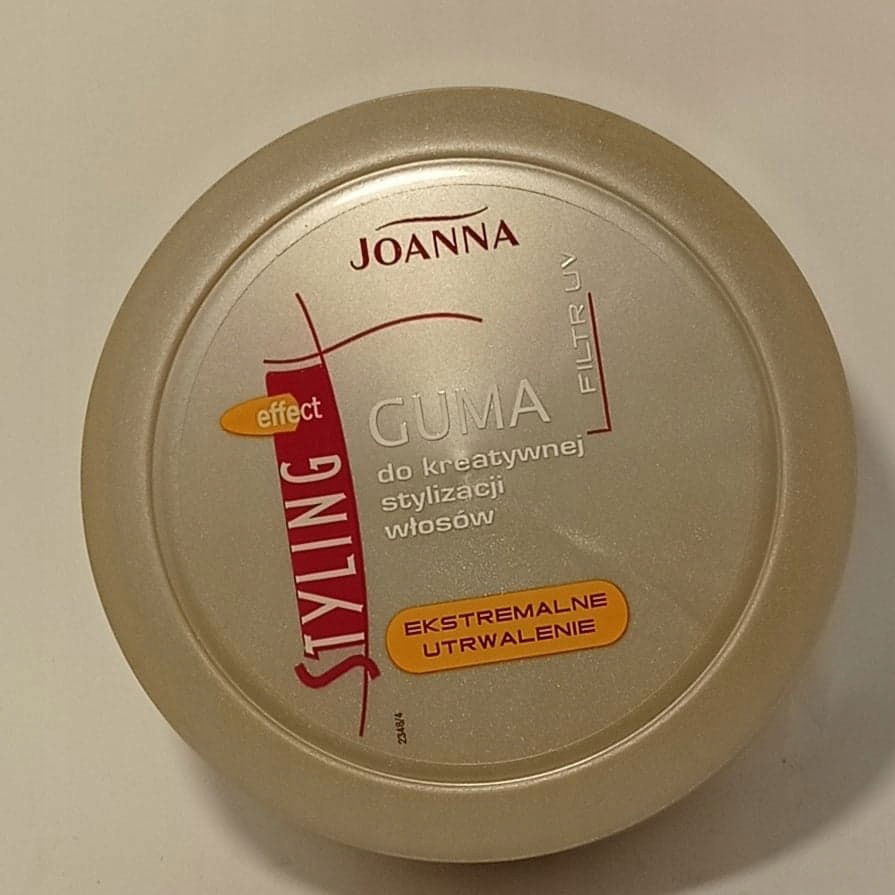 JOANNA
FILTR UV
effect
STYLING
GUMA
do kreatywnej
stylizacji
włosów
EKSTREMALNE
UTRWALENIE
2348/4